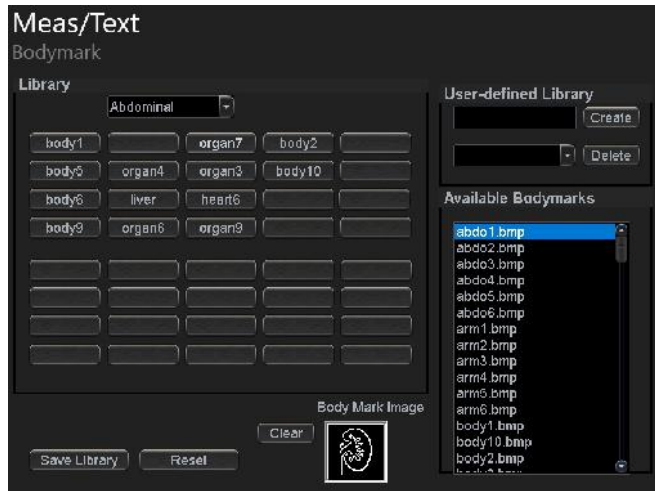 Meas/Text
Bodymark
Library
Abdominal
body1 organ7 body2
body5 organ4 organ3 body10
body6 liver heart6
body9 organ6 organ9
Body Mark Image
Clear
Save Library Reset
User-defined Library
Create
Delete
Available Bodymarks
abdo1.bmp
abdo2.bmp
abdo3.bmp
abdo4.bmp
abdo5.bmp
abdo6.bmp
arm1.bmp
arm2.bmp
arm3.bmp
arm4.bmp
arm5.bmp
arm6.bmp
body1.bmp
body10.bmp
body2.bmp